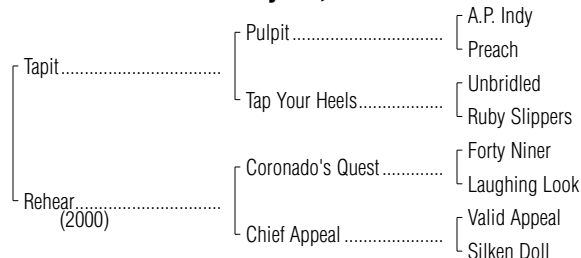 A.P. Indy
Pulpit
Preach
Tapit
Unbridled
Tap Your Heels
Ruby Slippers
Forty Niner
Coronado's Quest
Laughing Look
Rehear
(2000)
Valid Appeal
Chief Appeal
Silken Doll